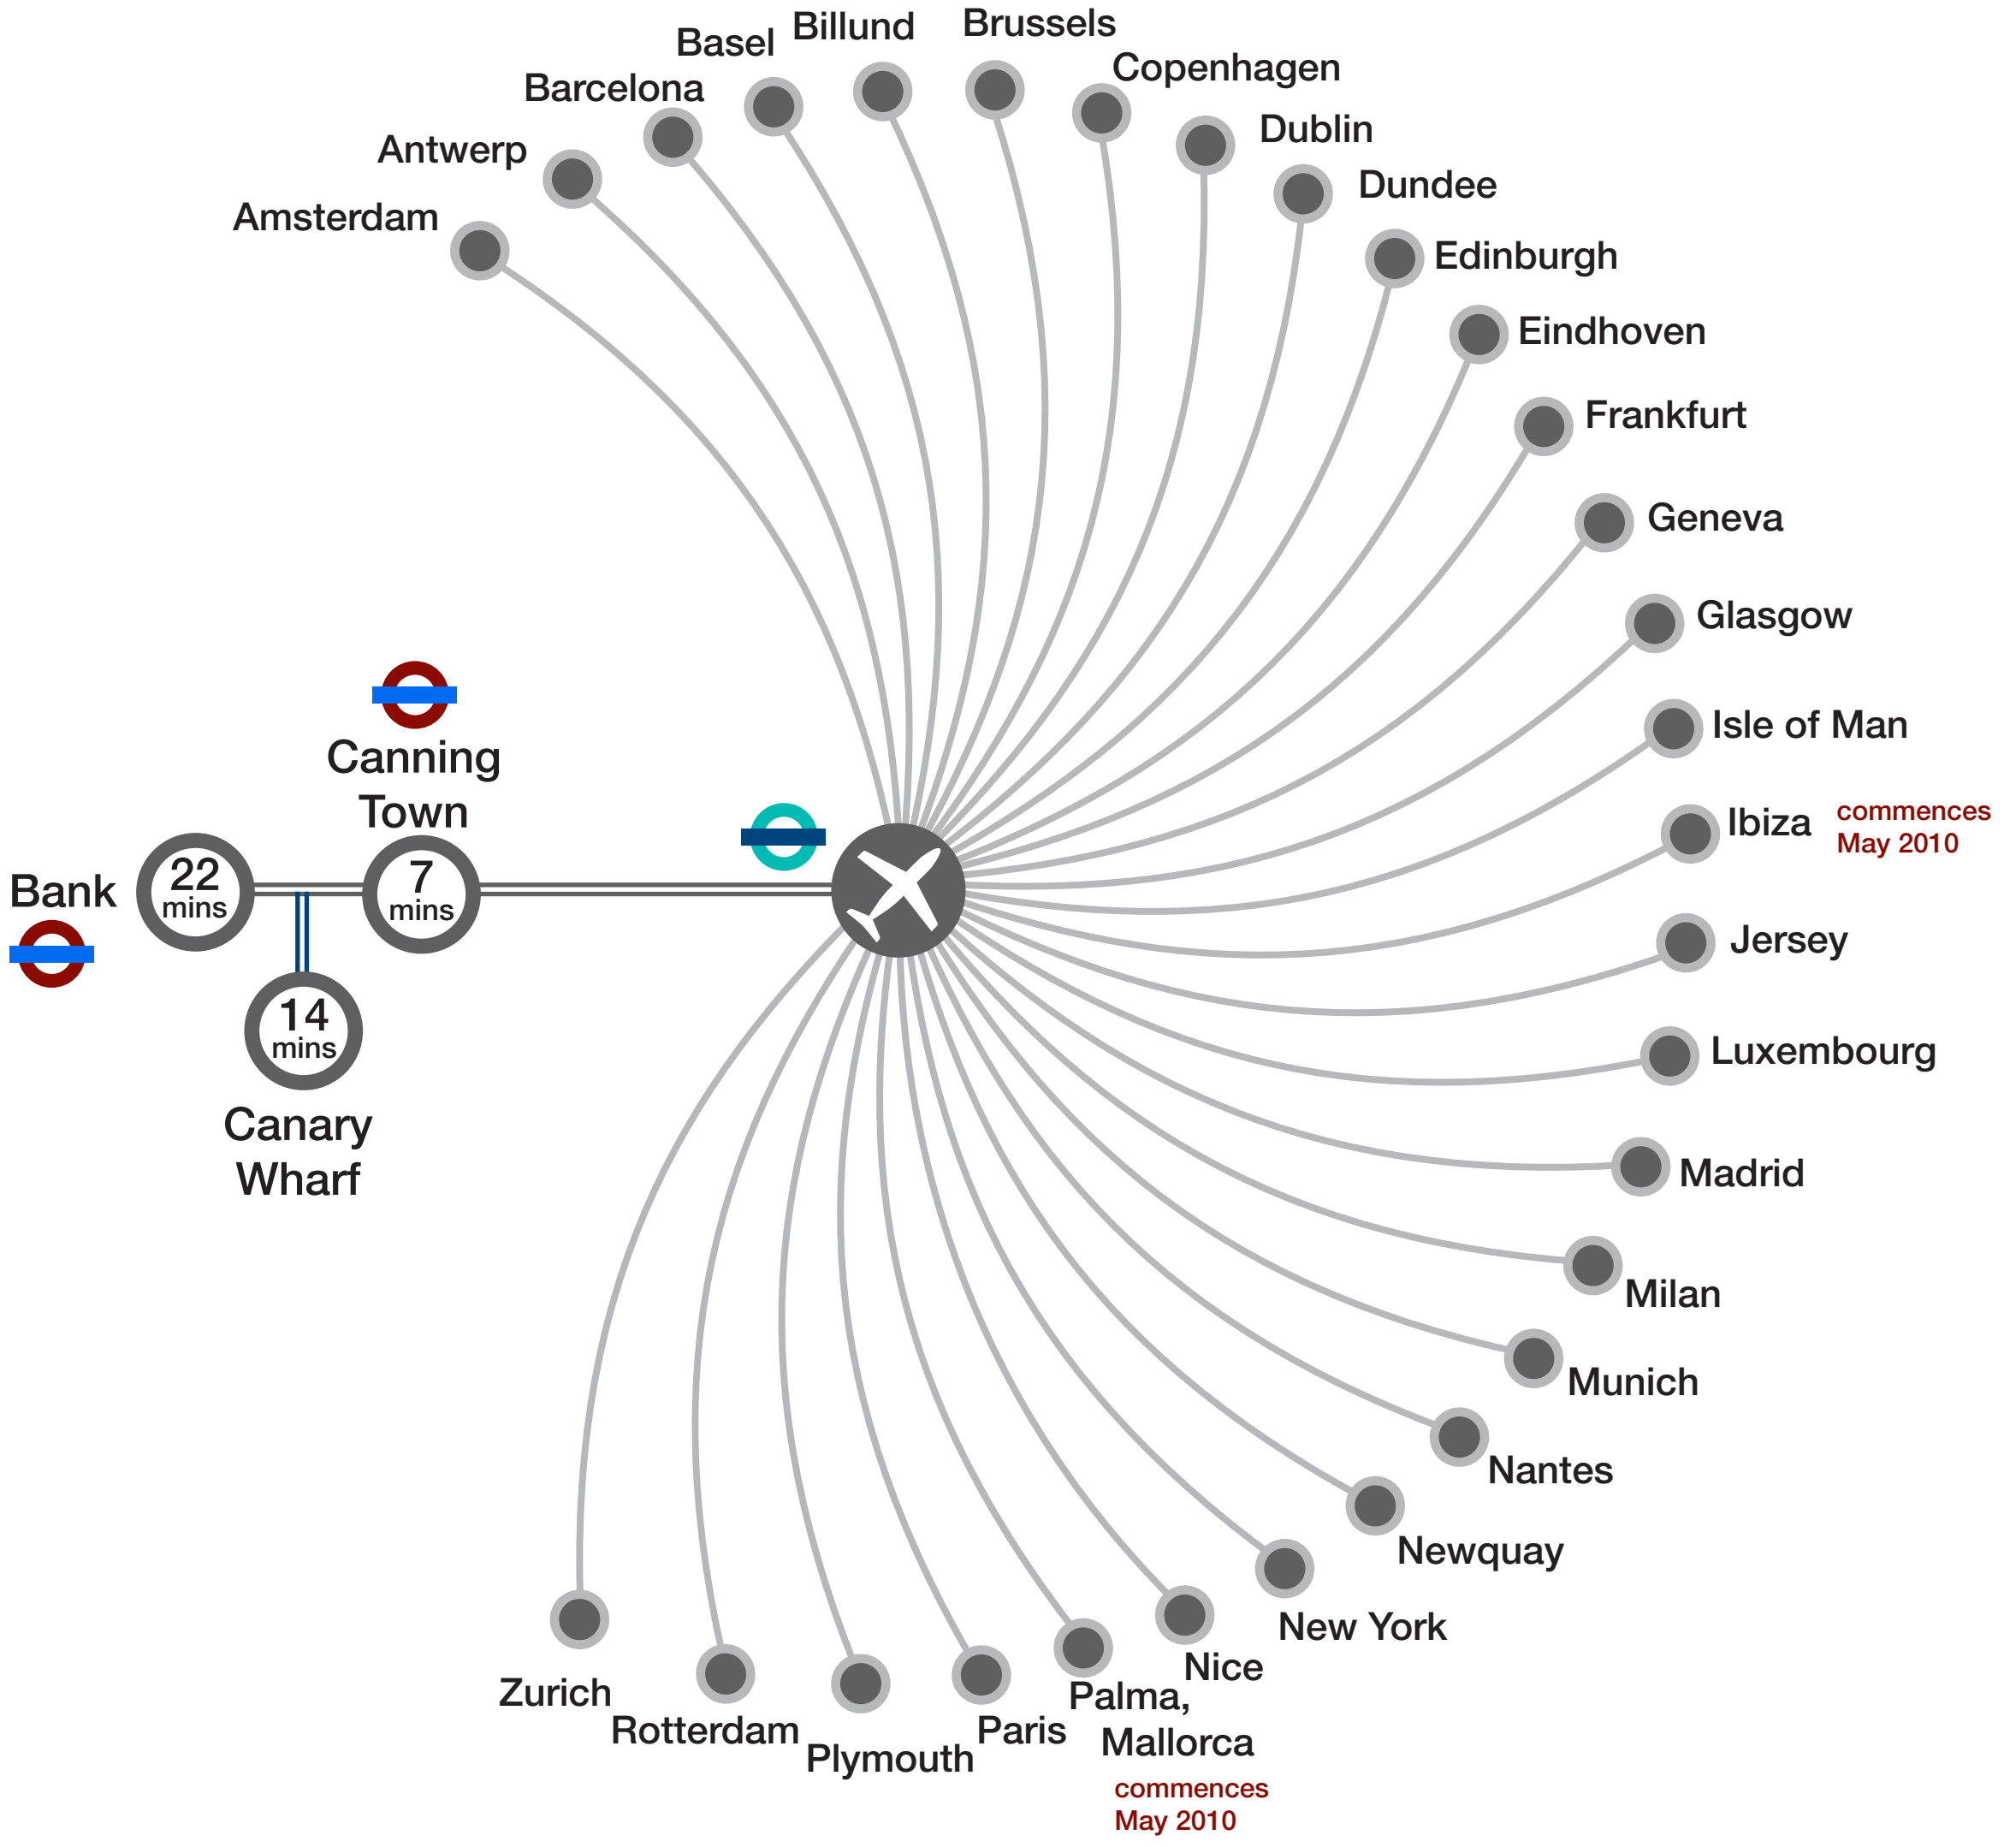 Brussels
Billund
Basel
Copenhagen
Barcelona
Dublin
Antwerp
Dundee
Amsterdam
Edinburgh
Eindhoven
Frankfurt
Geneva
Glasgow
Isle of Man
Ibiza
commences
May 2010
Jersey
Luxembourg
Madrid
Milan
Munich
Nantes
Newquay
New York
Nice
Palma,
Mallorca
commences
May 2010
Paris
Plymouth
Rotterdam
Zurich
Canning
Town
7
mins
Bank
22
mins
14
mins
Canary
Wharf